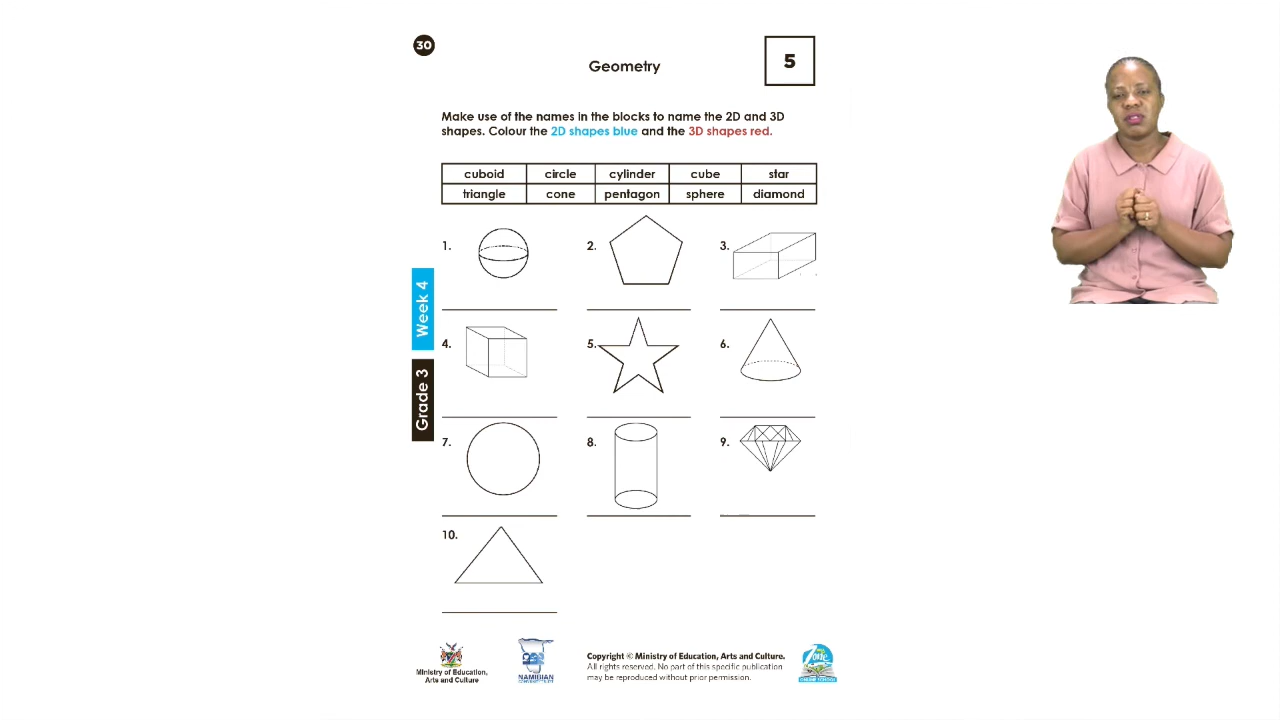 30
Geometry
5
Make use of the names in the blocks to name the 2D and 3D
shapes. Colour the 2D shapes blue and the 3D shapes red.
cuboid circle cylinder cube star
triangle cone pentagon sphere diamond
1. 2. 3.
Week 4
4. 5. 6.
Grade 3
7. 8. 9.
10.
Ministry of Education,
Arts and Culture
NAMIBIAN
Copyright © Ministry of Education, Arts and Culture.
All rights reserved. No part of this specific publication
may be reproduced without prior permission.
Zone
ONLINE SCHOOL